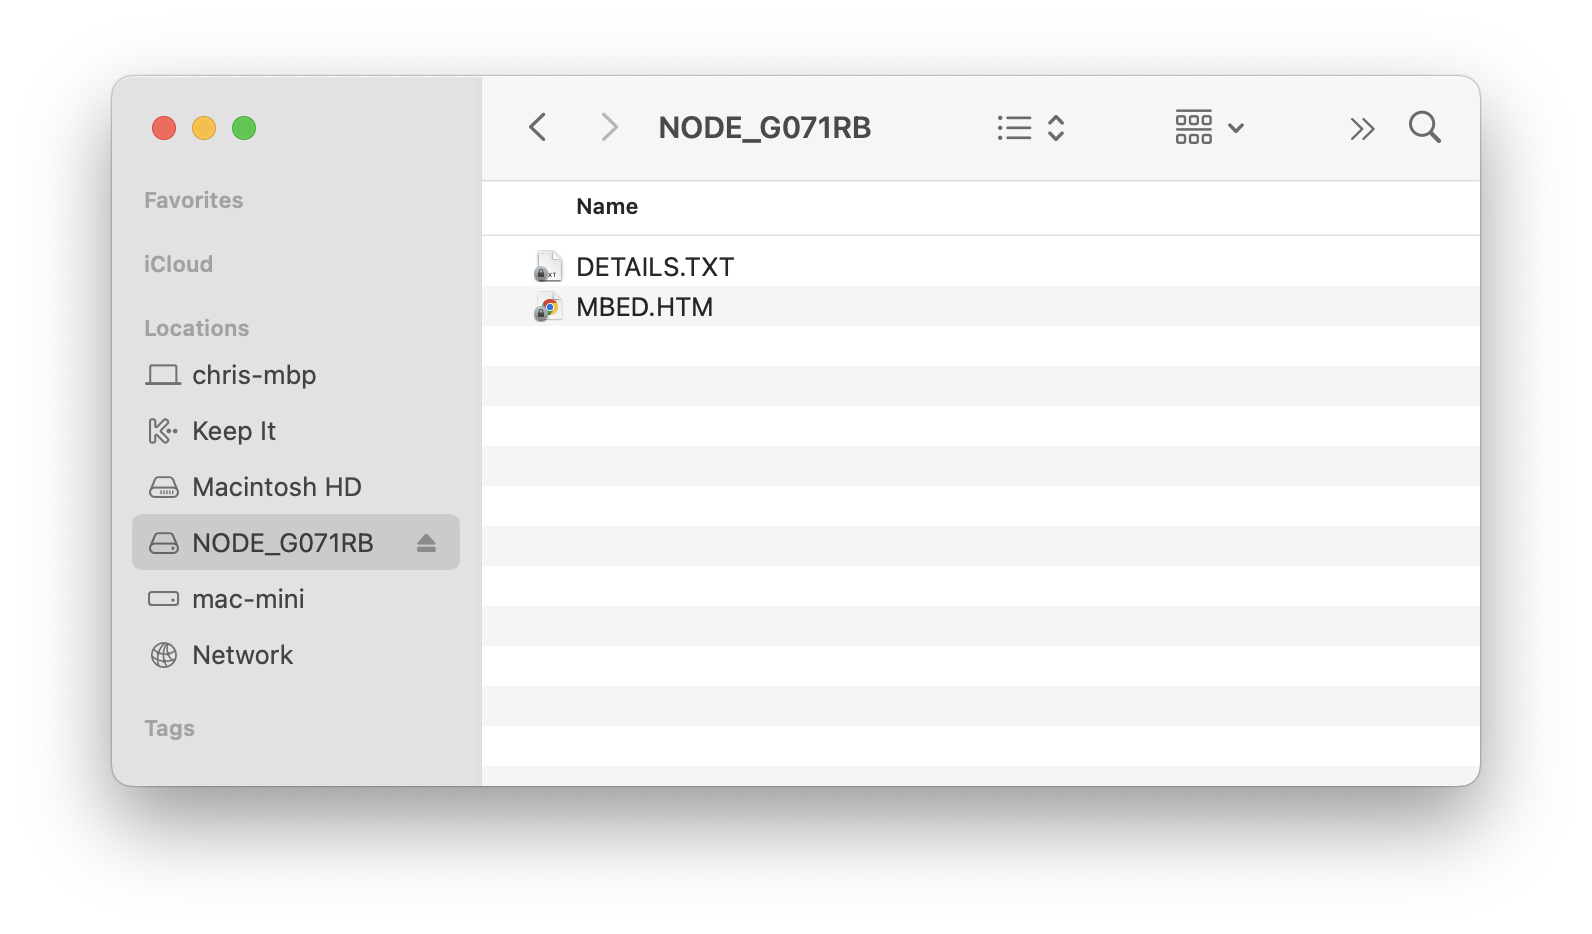 Favorites
iCloud
Locations
chris-mbp
Keep It
Macintosh HD
NODE_G071RB
mac-mini
Network
Tags
NODE_G071RB
Name
DETAILS.TXT
MBED.HTM